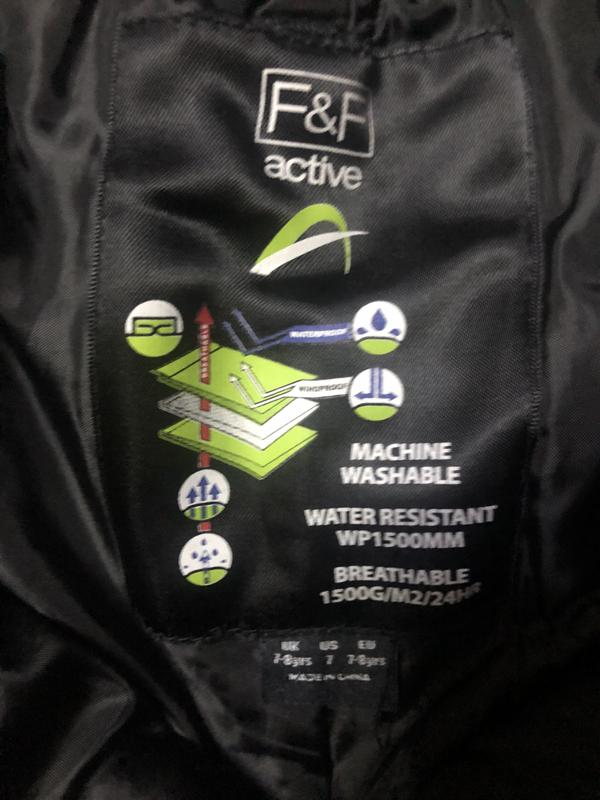 F&F
active
BREATHABLE
WATERPROOF
WINDPROOF
MACHINE
WASHABLE
WATER RESISTANT
WP1500MM
BREATHABLE
1500G/M2/24HR
UK US EU
7-8yrs 7 7-8yrs
MADE IN CHINA